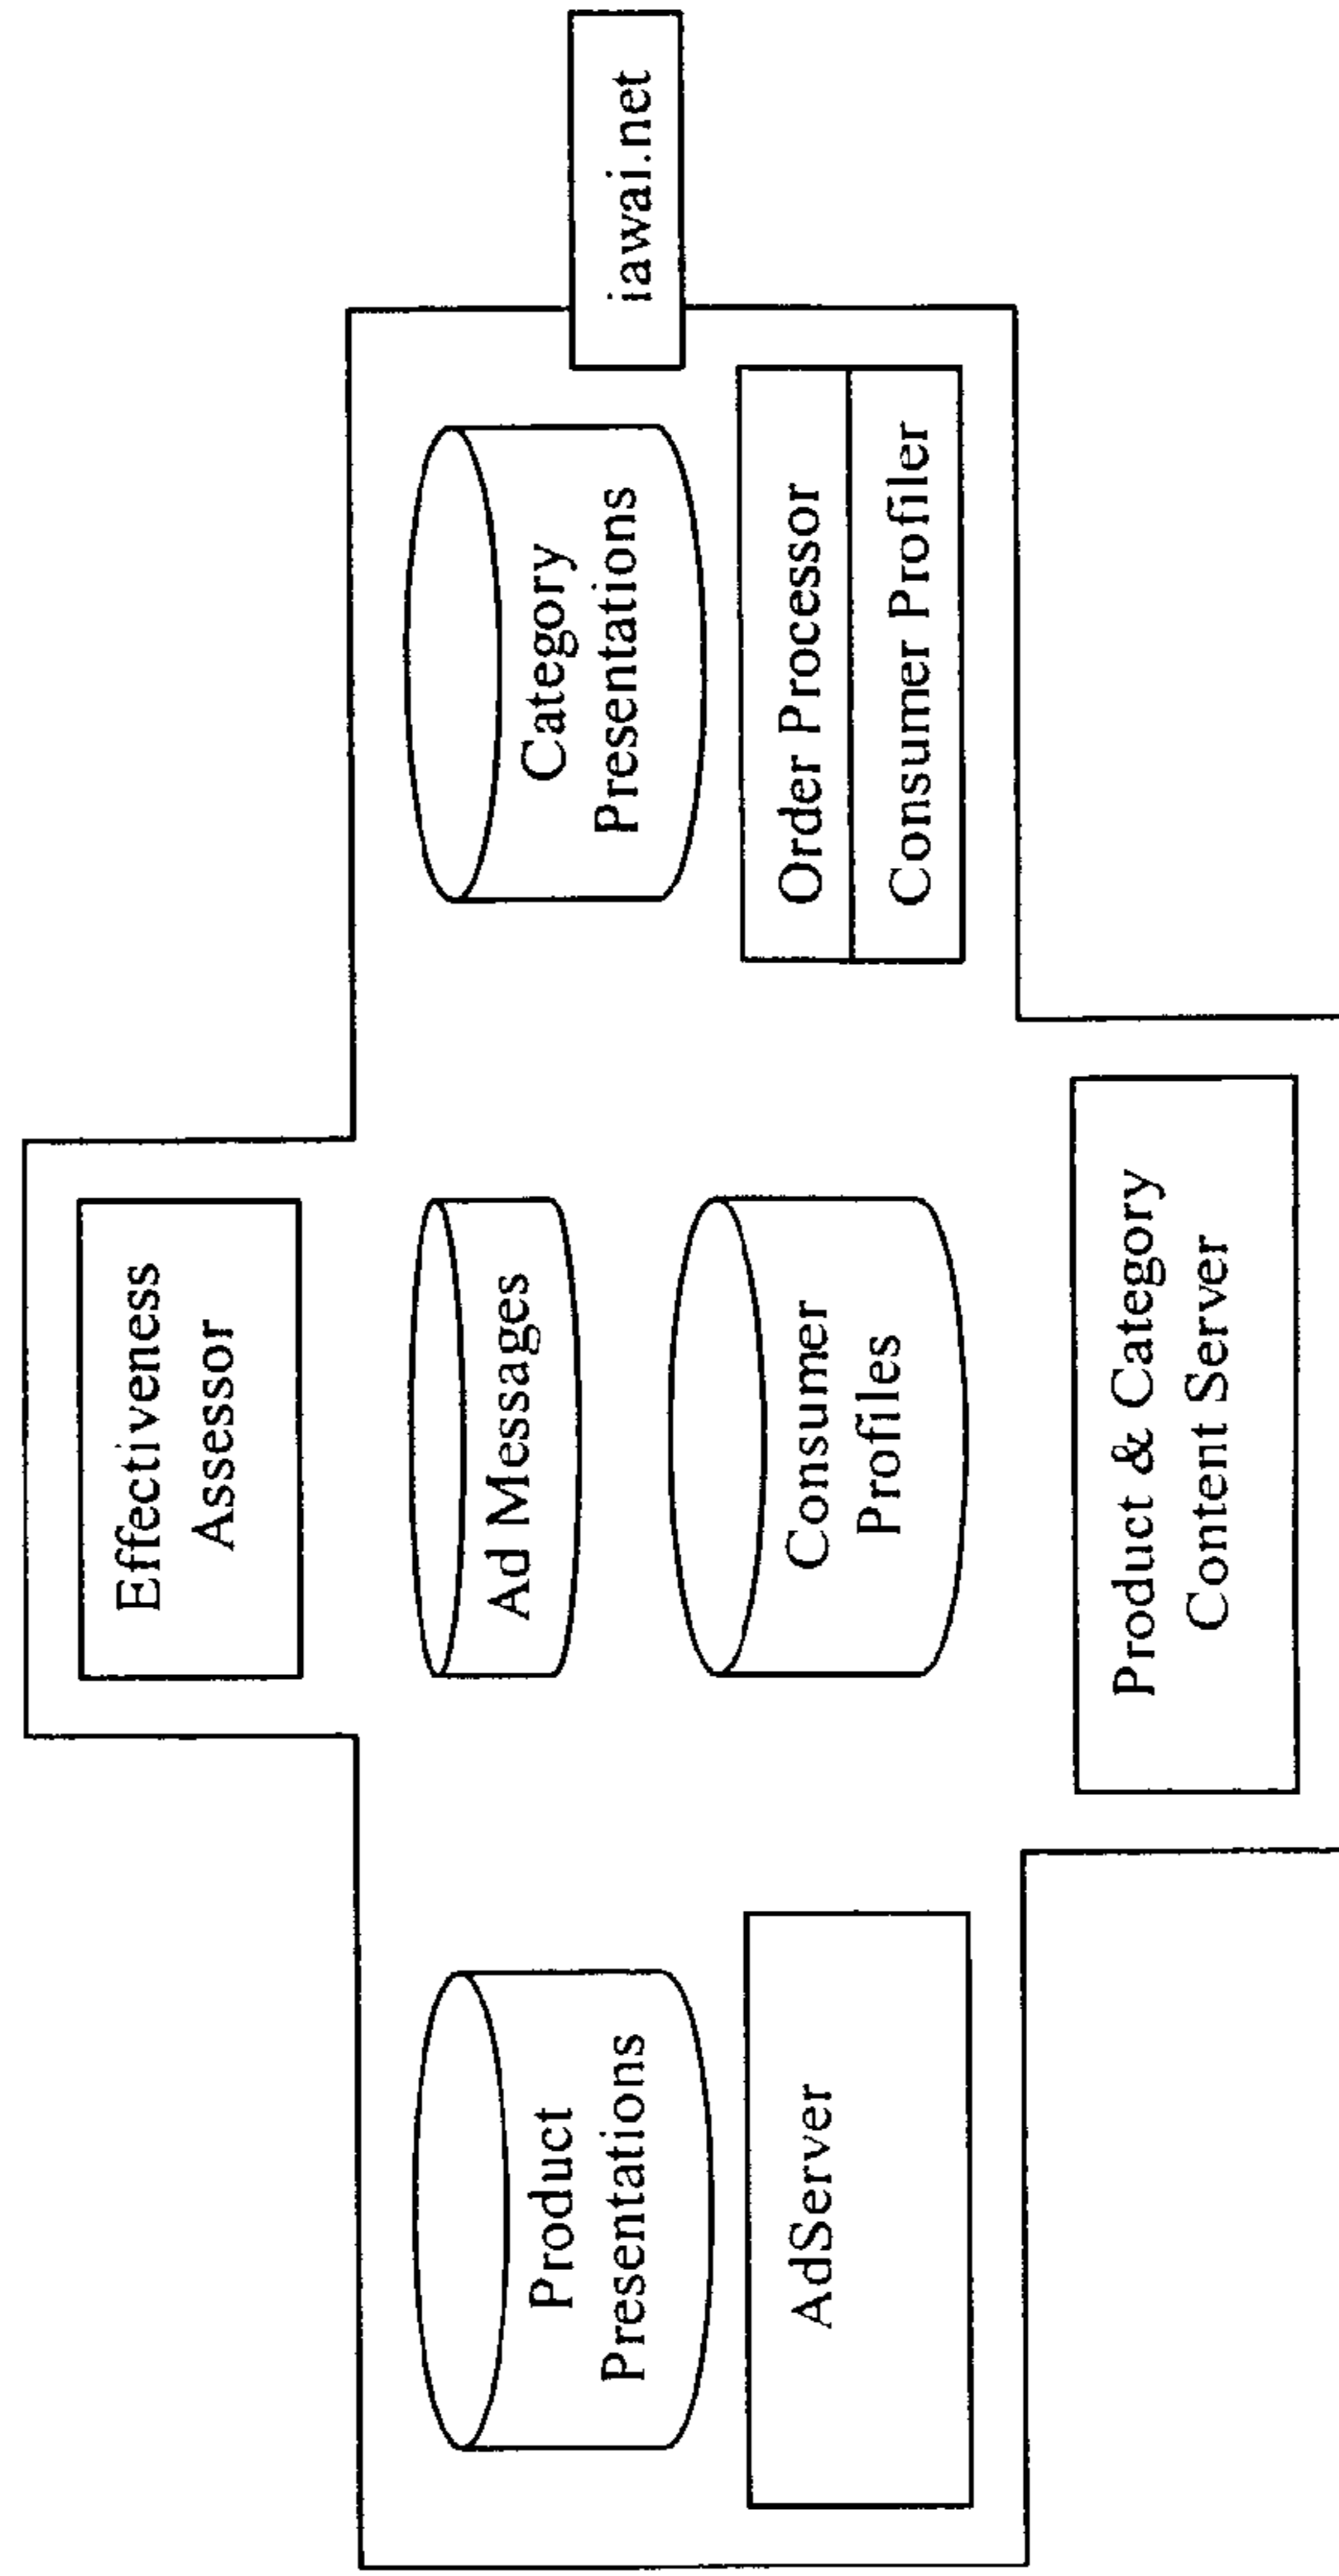 Effectiveness
Assessor
Product
Presentations
Ad Messages
Category
Presentations
iawai.net
AdServer
Consumer
Profiles
Order Processor
Consumer Profiler
Product & Category
Content Server